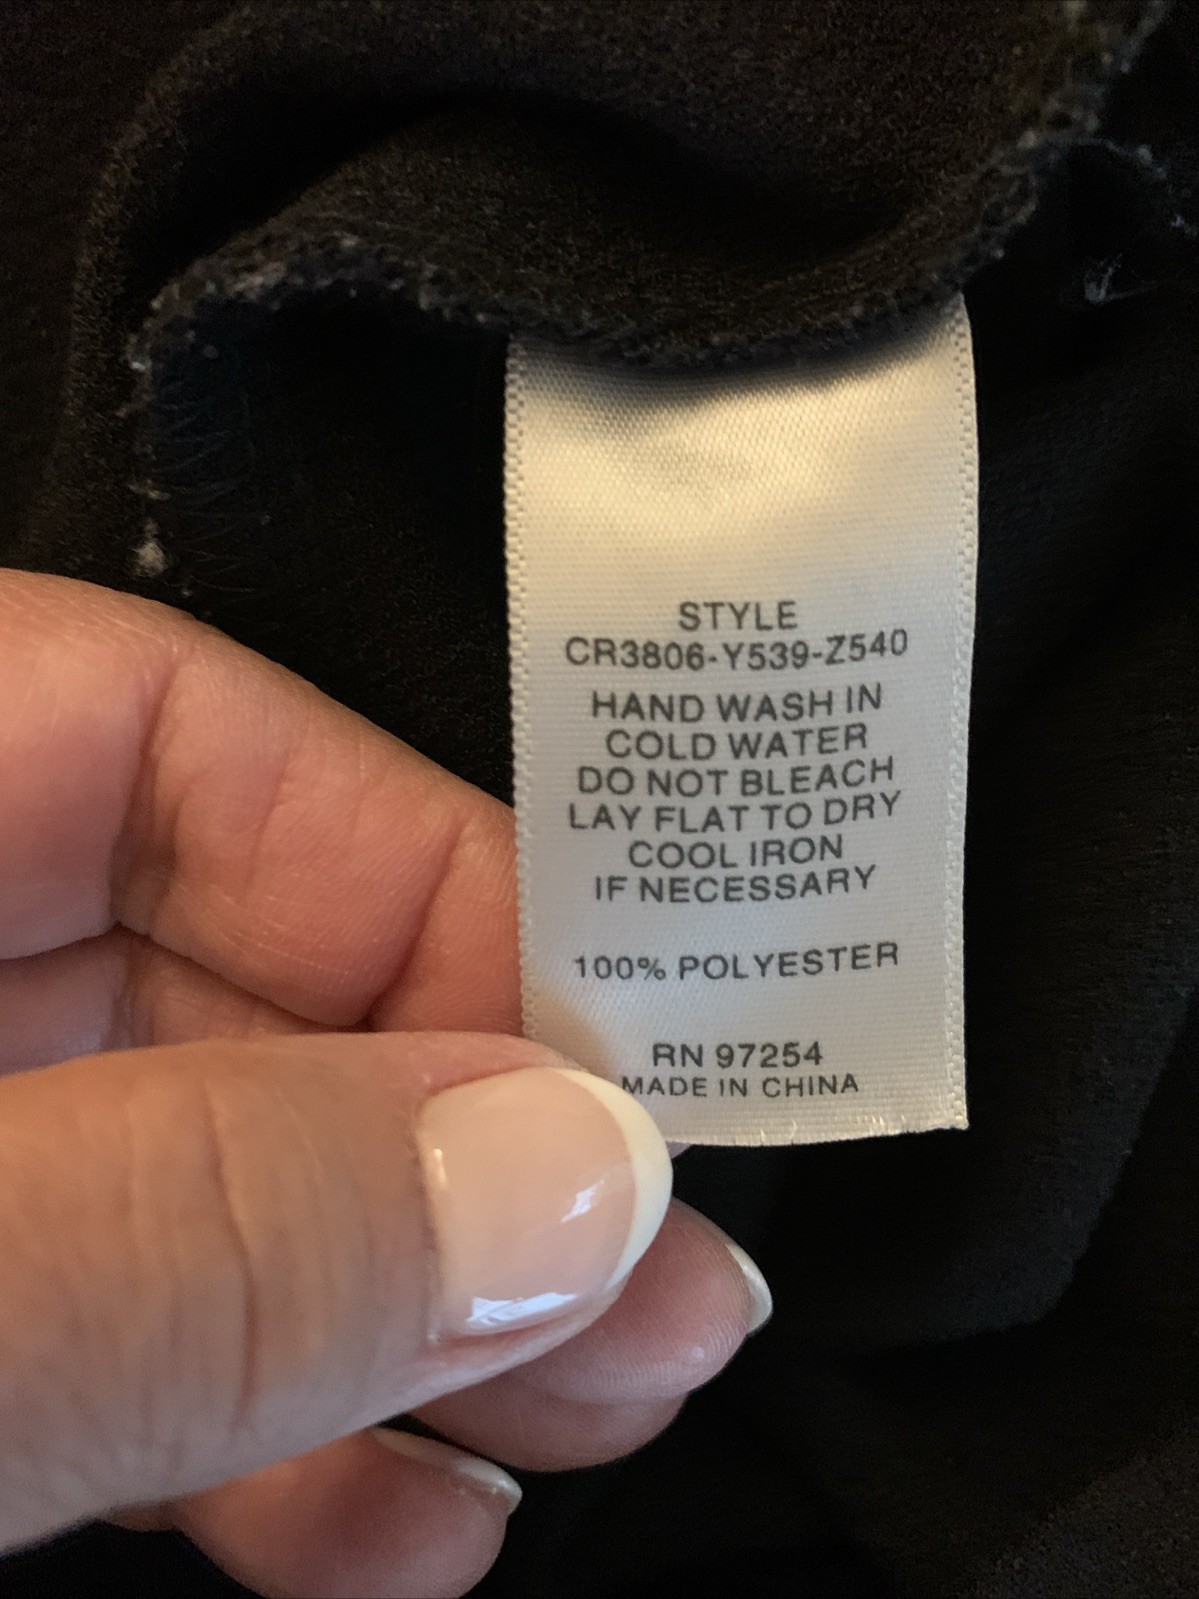 STYLE
CR3806-Y539-Z540
HAND WASH IN
COLD WATER
DO NOT BLEACH
LAY FLAT TO DRY
COOL IRON
IF NECESSARY
100% POLYESTER
RN 97254
MADE IN CHINA